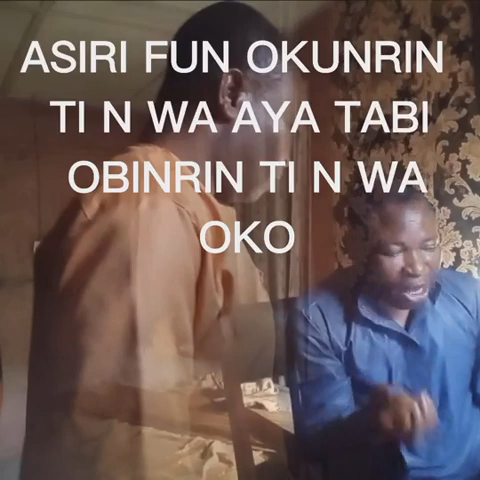 ASIRI FUN OKUNRIN
TI N WA AYA TABI
OBINRIN TI N WA
OKO